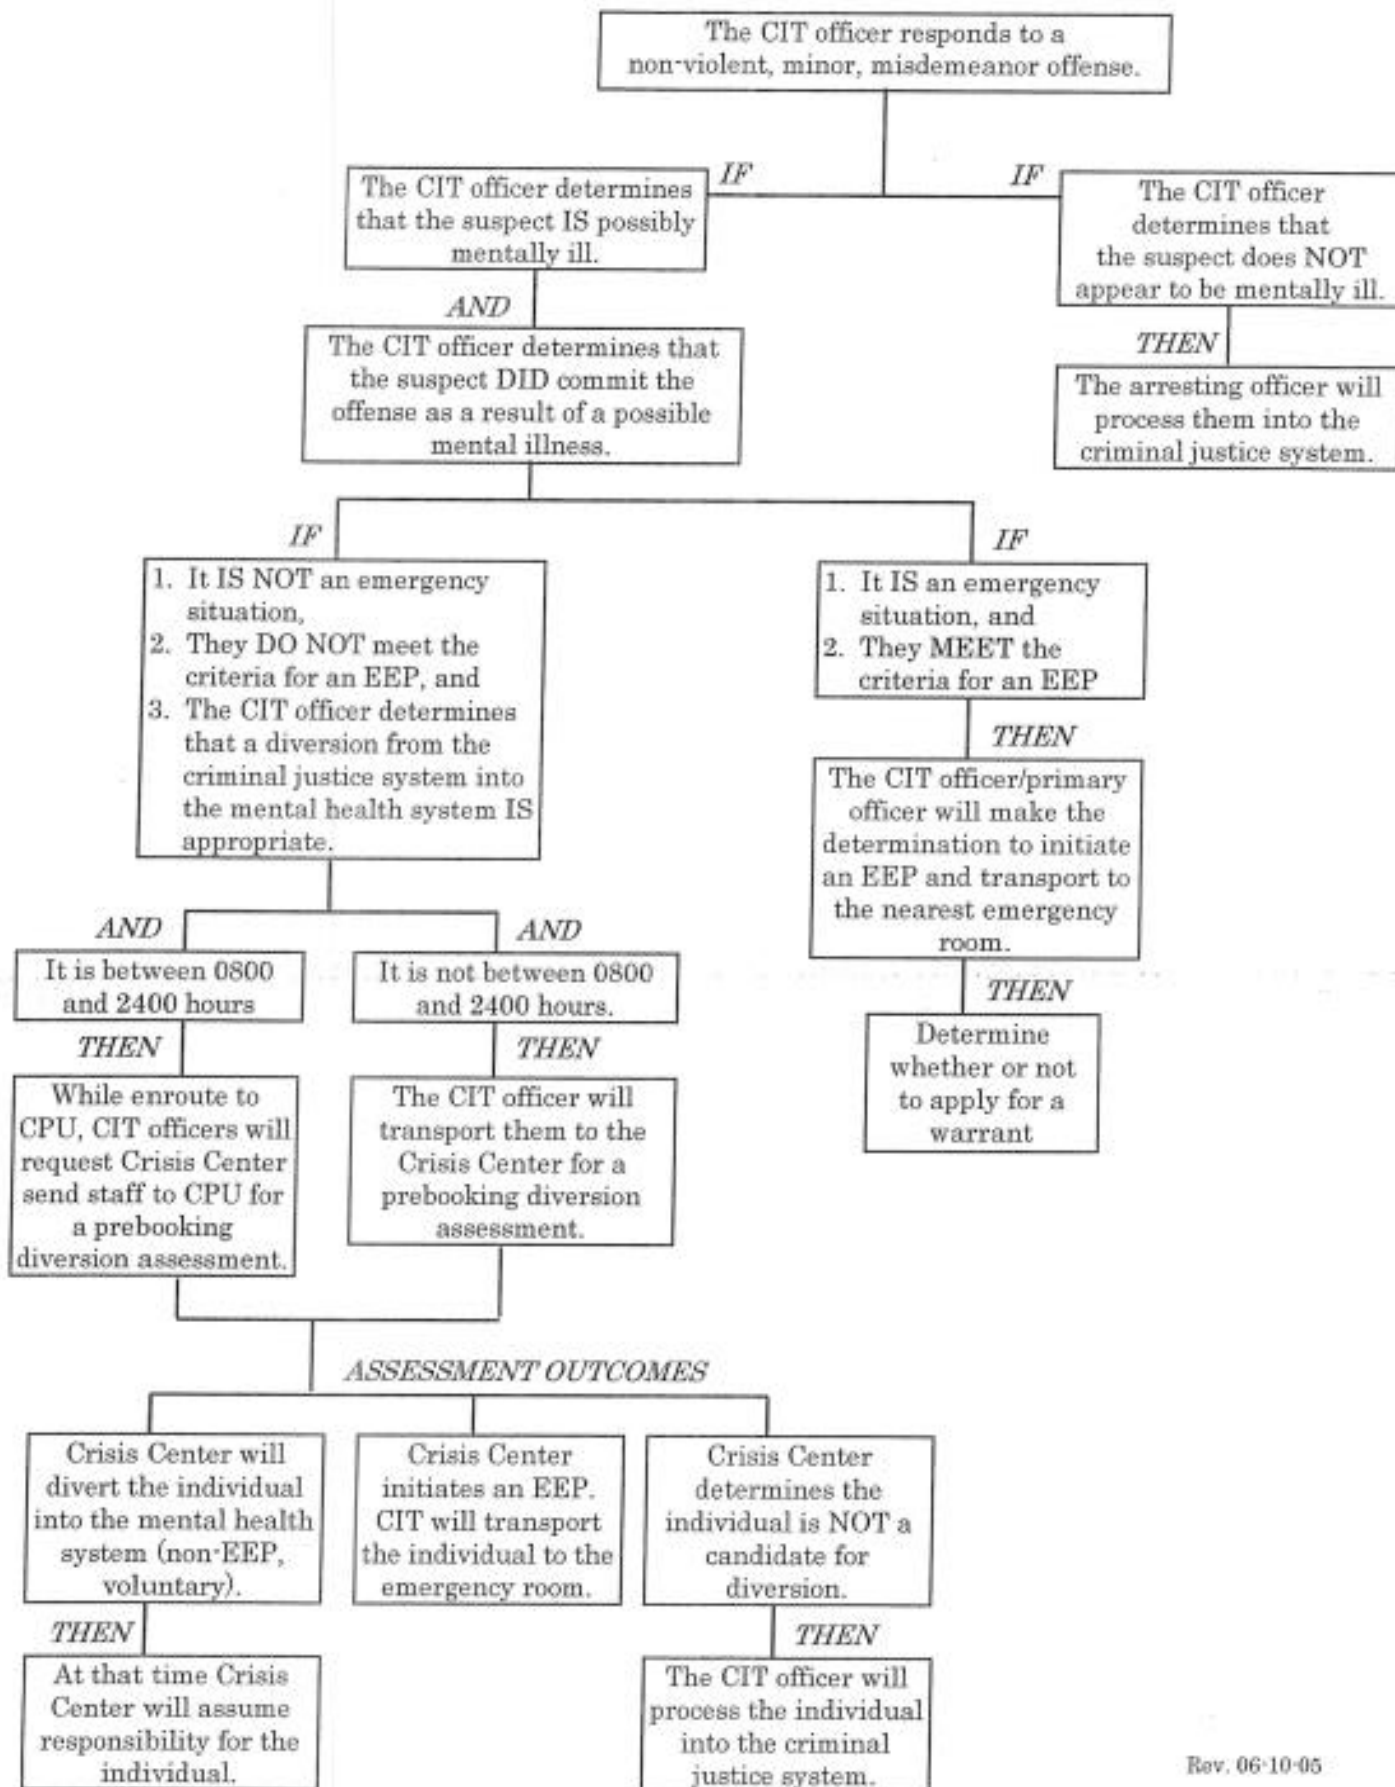 The CIT officer responds to a
non-violent, minor, misdemeanor offense.
IF
IF
The CIT officer determines
that the suspect IS possibly
mentally ill.
The CIT officer
determines that
the suspect does NOT
appear to be mentally ill.
AND
THEN
The CIT officer determines that
the suspect DID commit the
offense as a result of a possible
mental illness.
The arresting officer will
process them into the
criminal justice system.
IF
IF
1. It IS NOT an emergency
situation,
2. They DO NOT meet the
criteria for an EEP, and
3. The CIT officer determines
that a diversion from the
criminal justice system into
the mental health system IS
appropriate.
1. It IS an emergency
situation, and
2. They MEET the
criteria for an EEP
THEN
The CIT officer/primary
officer will make the
determination to initiate
an EEP and transport to
the nearest emergency
room.
AND
AND
It is between 0800
and 2400 hours
It is not between 0800
and 2400 hours.
THEN
Determine
whether or not
to apply for a
warrant
THEN
THEN
While enroute to
CPU, CIT officers will
request Crisis Center
send staff to CPU for
a prebooking
diversion assessment.
The CIT officer will
transport them to the
Crisis Center for a
prebooking diversion
assessment.
ASSESSMENT OUTCOMES
Crisis Center will
divert the individual
into the mental health
system (non-EEP,
voluntary).
Crisis Center
initiates an EEP.
CIT will transport
the individual to the
emergency room.
Crisis Center
determines the
individual is NOT a
candidate for
diversion.
THEN
THEN
At that time Crisis
Center will assume
responsibility for the
individual.
The CIT officer will
process the individual
into the criminal
justice system.
Rev. 06-10-05